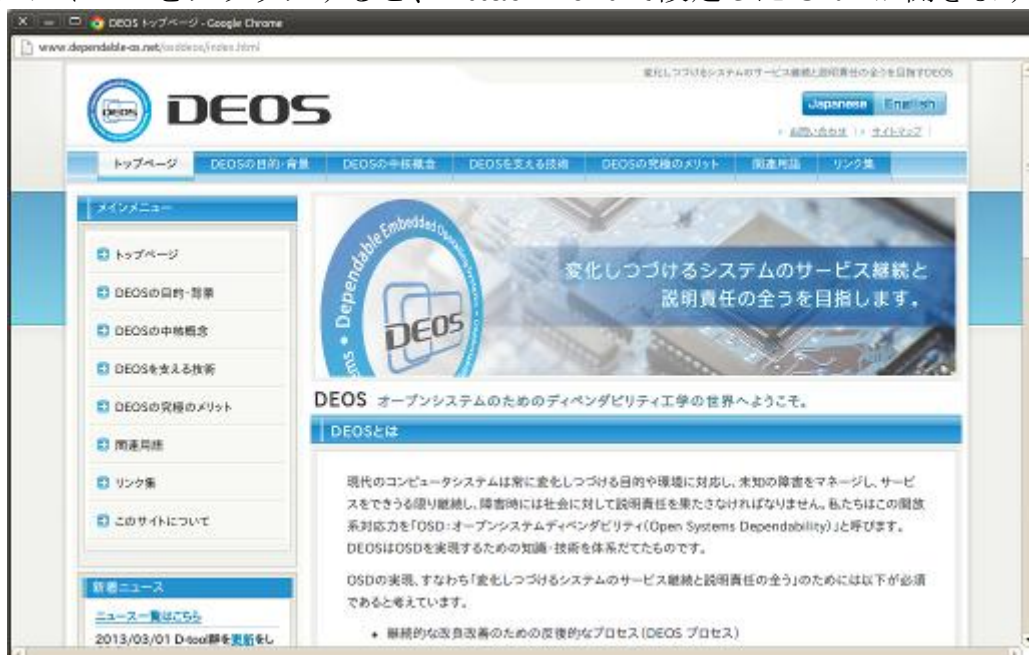 DEOS トップページ - Google Chrome
www.dependable-os.net/osddeos/index.html
変化しつづけるシステムのサービス継続と説明責任の全うを目指すDEOS
DEOS
DEOS
Japanese English
お問い合わせ | サイトマップ
トップページ DEOSの目的・背景 DEOSの中核概念 DEOSを支える技術 DEOSの究極のメリット 関連用語 リンク集
メインメニュー
トップページ
DEOSの目的・背景
DEOSの中核概念
DEOSを支える技術
DEOSの究極のメリット
関連用語
リンク集
このサイトについて
新着ニュース
ニュース一覧はこちら
2013/03/01 D-tool群を更新をし
Dependable Embedded
DEOS
変化しつづけるシステムのサービス継続と
説明責任の全うを目指します。
DEOS オープンシステムのためのディペンダビリティ工学の世界へようこそ。
DEOSとは
現代のコンピュータシステムは常に変化しつづける目的や環境に対応し、未知の障害をマネージし、サービ
スをできうる限り継続し、障害時には社会に対して説明責任を果たさなければなりません。私たちはこの開放
系対応力を「OSD:オープンシステムディペンダビリティ(Open Systems Dependability)」と呼びます。
DEOSはOSDを実現するための知識・技術を体系だてたものです。
OSDの実現、すなわち「変化しつづけるシステムのサービス継続と説明責任の全う」のためには以下が必須
であると考えています。
• 継続的な改良改善のための反復的なプロセス(DEOS プロセス)